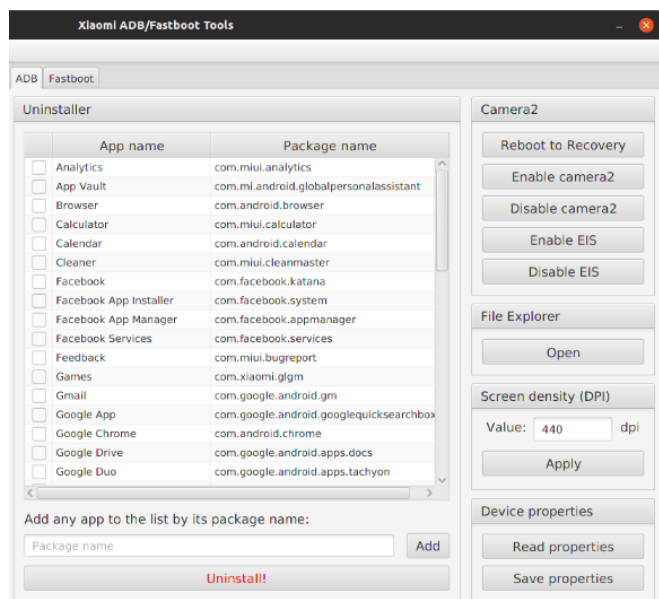 Xiaomi ADB/Fastboot Tools
ADB Fastboot
Uninstaller
App name Package name
Analytics com.miui.analytics
App Vault com.mi.android.globalpersonalassistant
Browser com.android.browser
Calculator com.miui.calculator
Calendar com.android.calendar
Cleaner com.miui.cleanmaster
Facebook com.facebook.katana
Facebook App Installer com.facebook.system
Facebook App Manager com.facebook.appmanager
Facebook Services com.facebook.services
Feedback com.miui.bugreport
Games com.xiaomi.glgm
Gmail com.google.android.gm
Google App com.google.android.googlequicksearchbox
Google Chrome com.android.chrome
Google Drive com.google.android.apps.docs
Google Duo com.google.android.apps.tachyon
Add any app to the list by its package name:
Package name Add
Uninstall!
Camera2
Reboot to Recovery
Enable camera2
Disable camera2
Enable EIS
Disable EIS
File Explorer
Open
Screen density (DPI)
Value: 440 dpi
Apply
Device properties
Read properties
Save properties